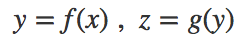 y = f(x) , z = g(y)